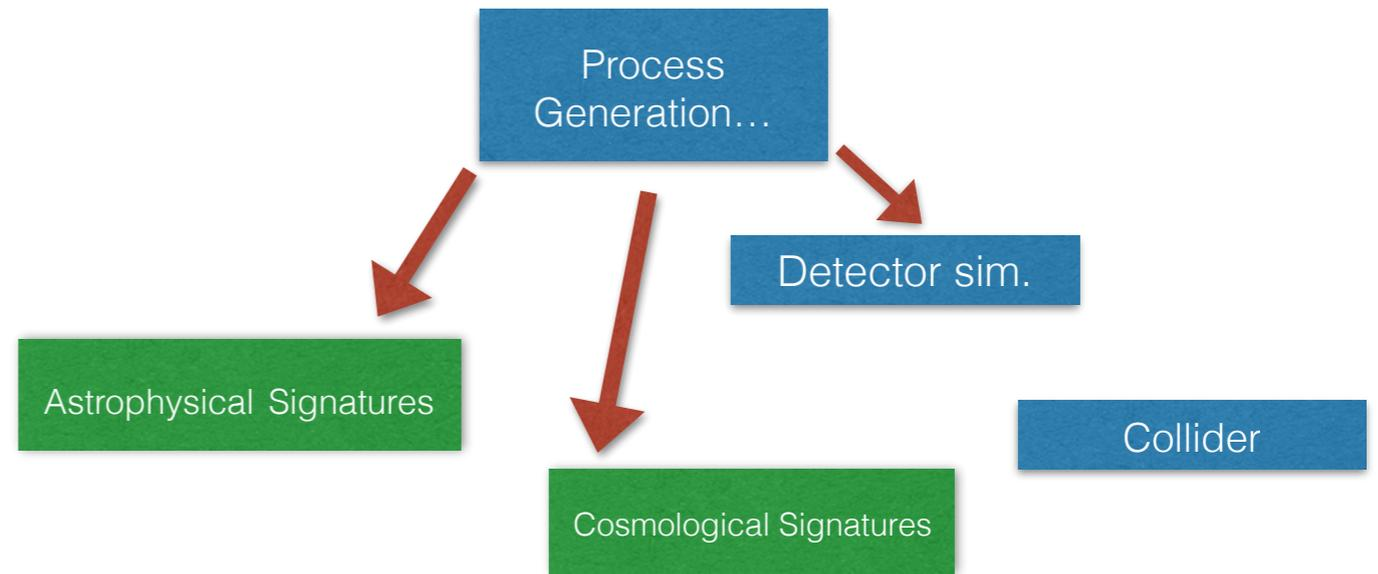 Process
Generation…
Detector sim.
Astrophysical Signatures
Collider
Cosmological Signatures